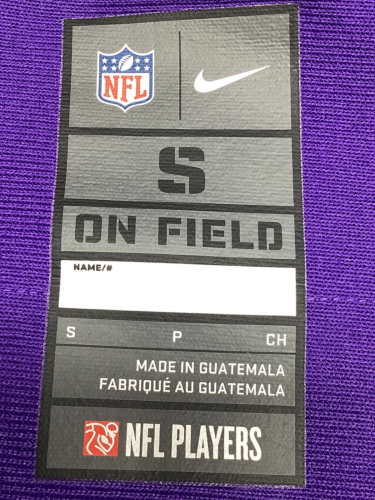 NFL
S
ON FIELD
NAME/#
S P CH
MADE IN GUATEMALA
FABRIQUÉ AU GUATEMALA
NFL PLAYERS